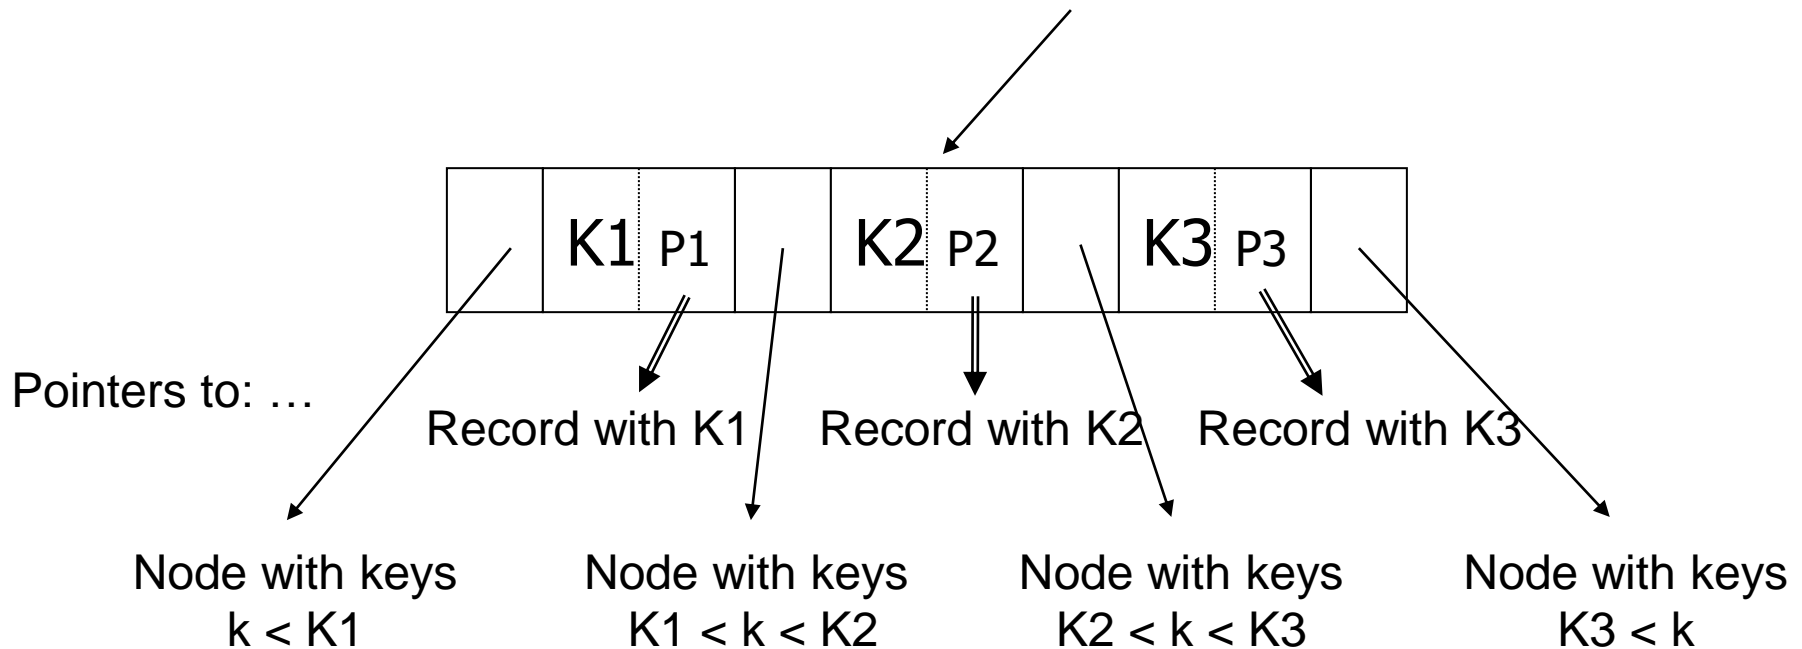 K1 P1 K2 P2 K3 P3
Pointers to: …
Record with K1 Record with K2 Record with K3
Node with keys Node with keys Node with keys Node with keys
k < K1 K1 < k < K2 K2 < k < K3 K3 < k